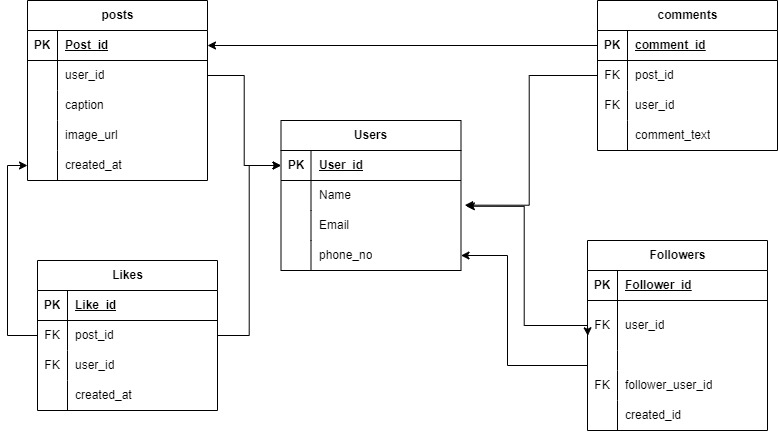 posts
PK Post_id
user_id
caption
image_url
created_at
comments
PK comment_id
FK post_id
FK user_id
comment_text
Users
PK User_id
Name
Email
phone_no
Likes
PK Like_id
FK post_id
FK user_id
created_at
Followers
PK Follower_id
FK user_id
FK follower_user_id
created_id